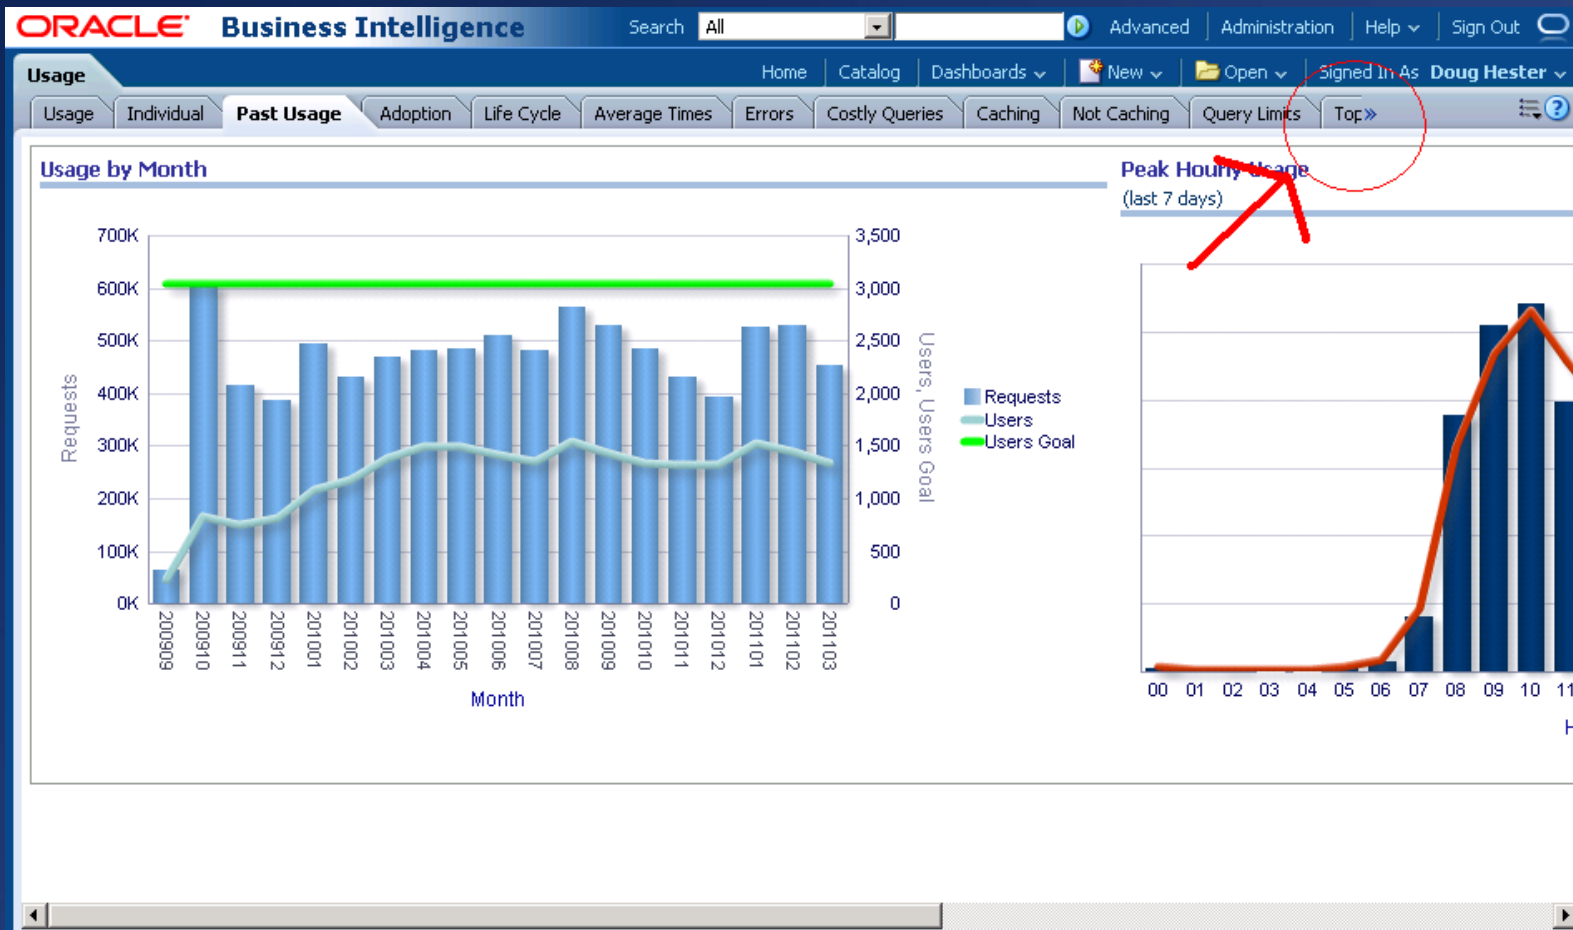 ORACLE Business Intelligence Search All Advanced Administration Help Sign Out
Usage Home Catalog Dashboards New Open Signed In As Doug Hester
Usage Individual Past Usage Adoption Life Cycle Average Times Errors Costly Queries Caching Not Caching Query Limits Top»
Usage by Month
700K 3,500
600K 3,000
500K 2,500
400K 2,000
300K 1,500
200K 1,000
100K 500
0K 0
Requests
Users, Users Goal
200909 200910 200911 200912 201001 201002 201003 201004 201005 201006 201007 201008 201009 201010 201011 201012 201101 201102 201103
Month
Requests
Users
Users Goal
Peak Hourly Usage
(last 7 days)
00 01 02 03 04 05 06 07 08 09 10 11
H